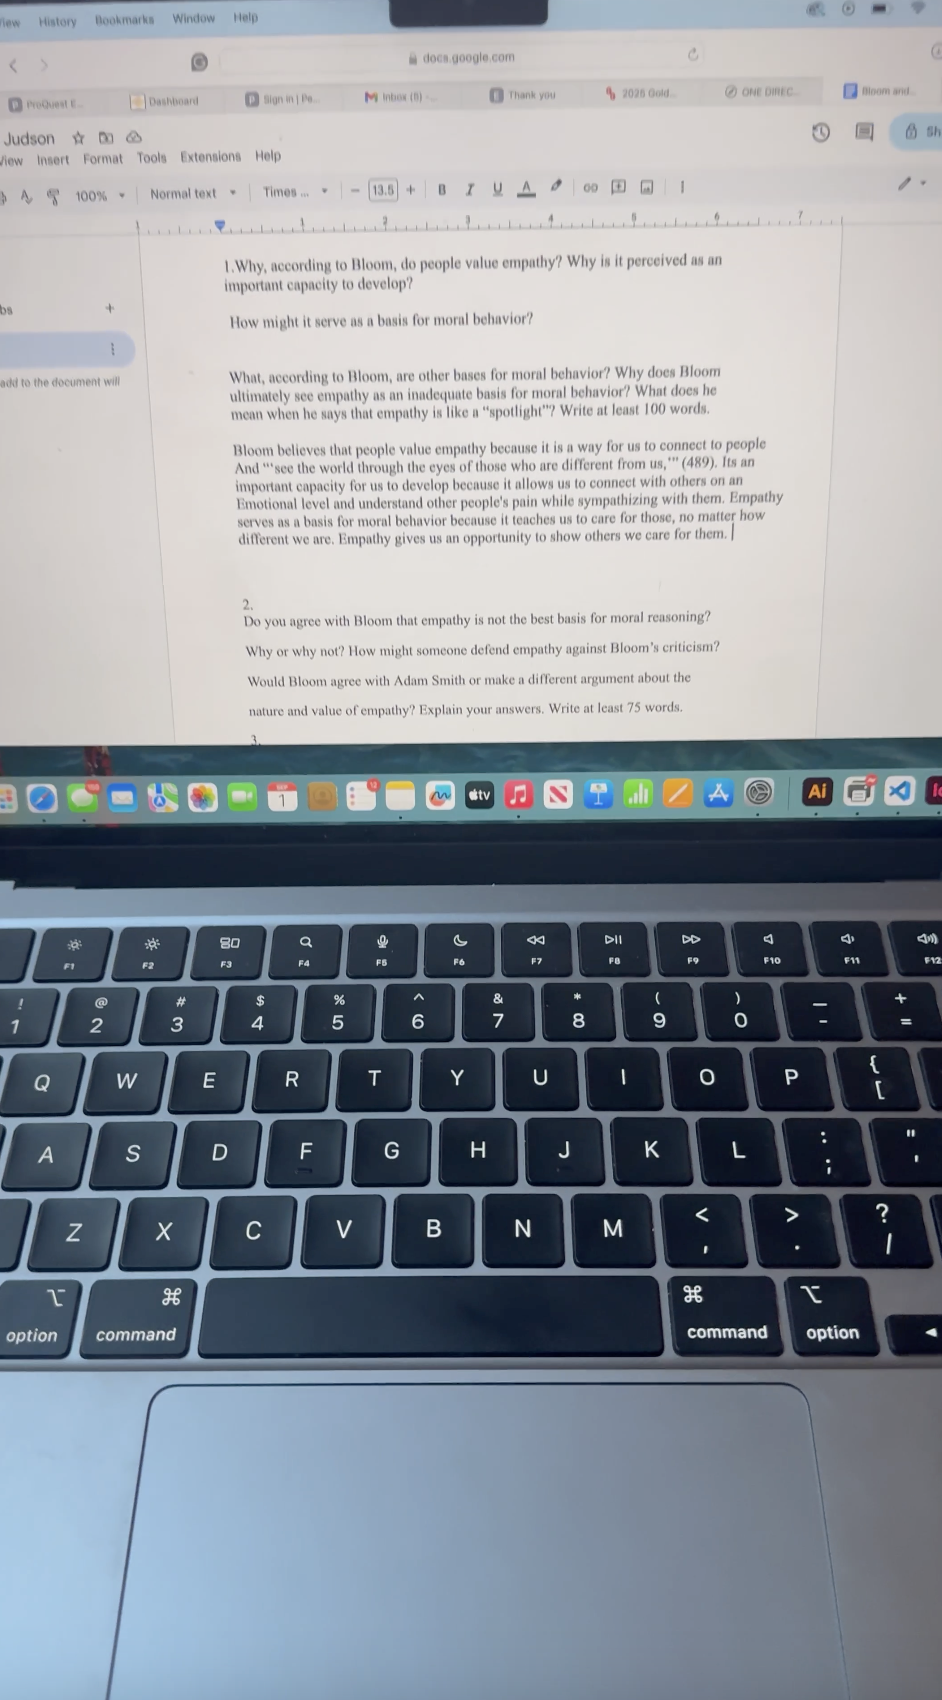 View History Bookmarks Window Help
docs.google.com
ProQuest E... Dashboard Sign in | Pe... Inbox (5) -... Thank you 2025 Gold... ONE DIREC... Bloom and...
Judson
View Insert Format Tools Extensions Help
Sh
100% Normal text Times ... − 13.5 + B I U A
1 2 3 4 5 6 7
1.Why, according to Bloom, do people value empathy? Why is it perceived as an
important capacity to develop?
bs +
How might it serve as a basis for moral behavior?
add to the document will
What, according to Bloom, are other bases for moral behavior? Why does Bloom
ultimately see empathy as an inadequate basis for moral behavior? What does he
mean when he says that empathy is like a “spotlight”? Write at least 100 words.
Bloom believes that people value empathy because it is a way for us to connect to people
And “‘see the world through the eyes of those who are different from us,’” (489). Its an
important capacity for us to develop because it allows us to connect with others on an
Emotional level and understand other people's pain while sympathizing with them. Empathy
serves as a basis for moral behavior because it teaches us to care for those, no matter how
different we are. Empathy gives us an opportunity to show others we care for them.
2.
Do you agree with Bloom that empathy is not the best basis for moral reasoning?
Why or why not? How might someone defend empathy against Bloom’s criticism?
Would Bloom agree with Adam Smith or make a different argument about the
nature and value of empathy? Explain your answers. Write at least 75 words.
3.
SEP 1 tv Ai
F1 F2 F3 F4 F5 F6 F7 F8 F9 F10 F11 F12
! @ # $ % ^ & * ( ) _ +
1 2 3 4 5 6 7 8 9 0 - =
Q W E R T Y U I O P { [
A S D F G H J K L : ; " '
Z X C V B N M < , > . ? /
option command command option